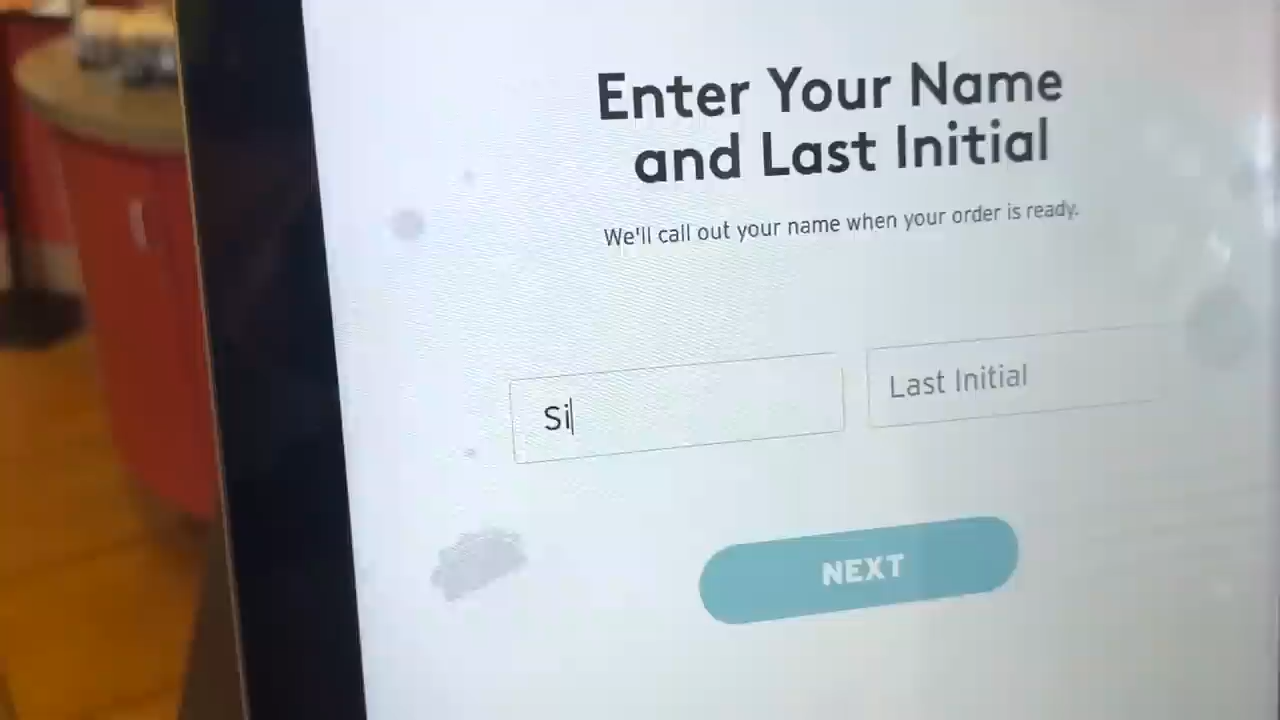 Enter Your Name
and Last Initial
We'll call out your name when your order is ready.
Si
Last Initial
NEXT